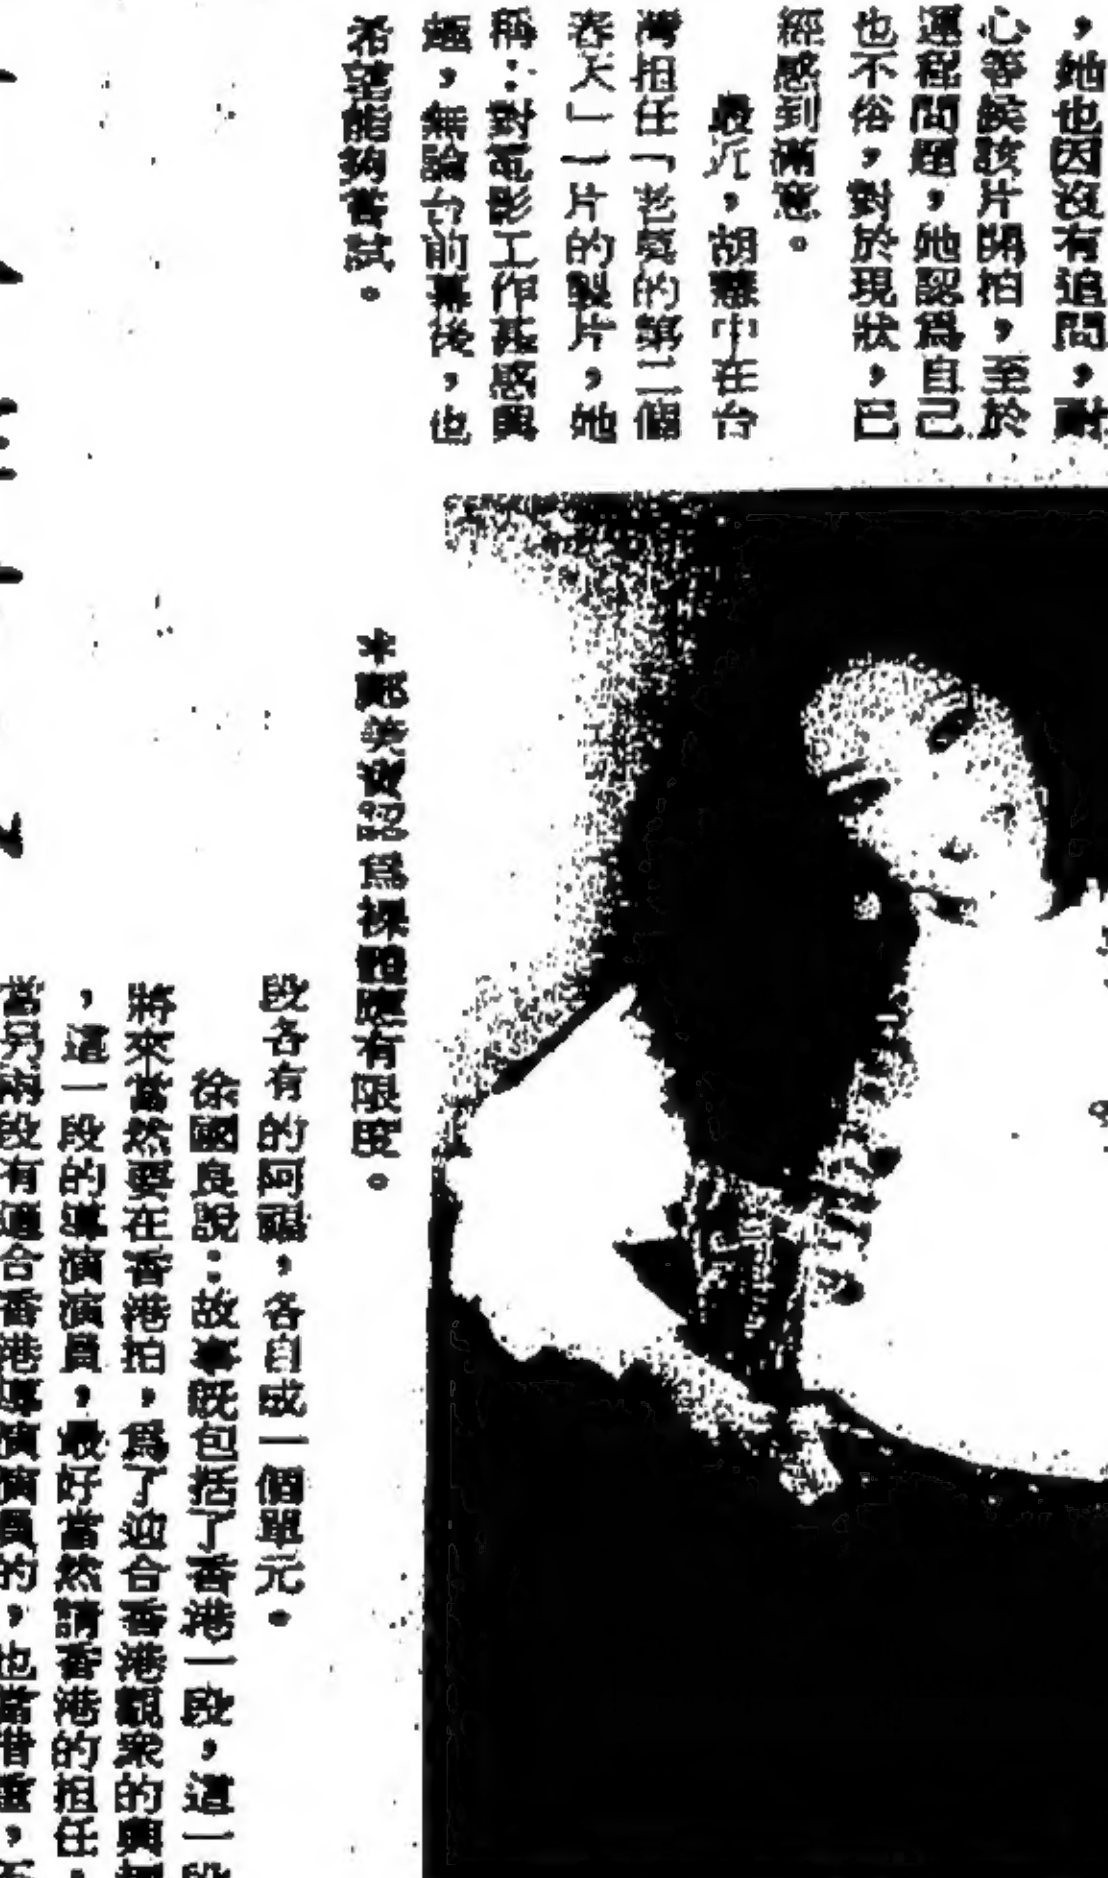 ，她也因沒有追問，耐
心等候該片開拍，至於
運程問題，她認爲自己
也不俗，對於現狀，已
經感到滿意。
最近，胡慧中在台
灣担任「老莫的第二個
春天」一片的製片，她
稱：對電影工作甚感興
趣，無論台前幕後，也
希望能夠嘗試。
認爲裸體應有限度。
段各有的阿福，各自成一個單元。
徐國良說：故事旣包括了香港一段，這一段
將來當然要在香港拍，爲了迎合香港觀衆的興趣
，這一段的導演演員，最好當然請香港的担任，
當另兩段有適合香港導演演員的，也當借重，